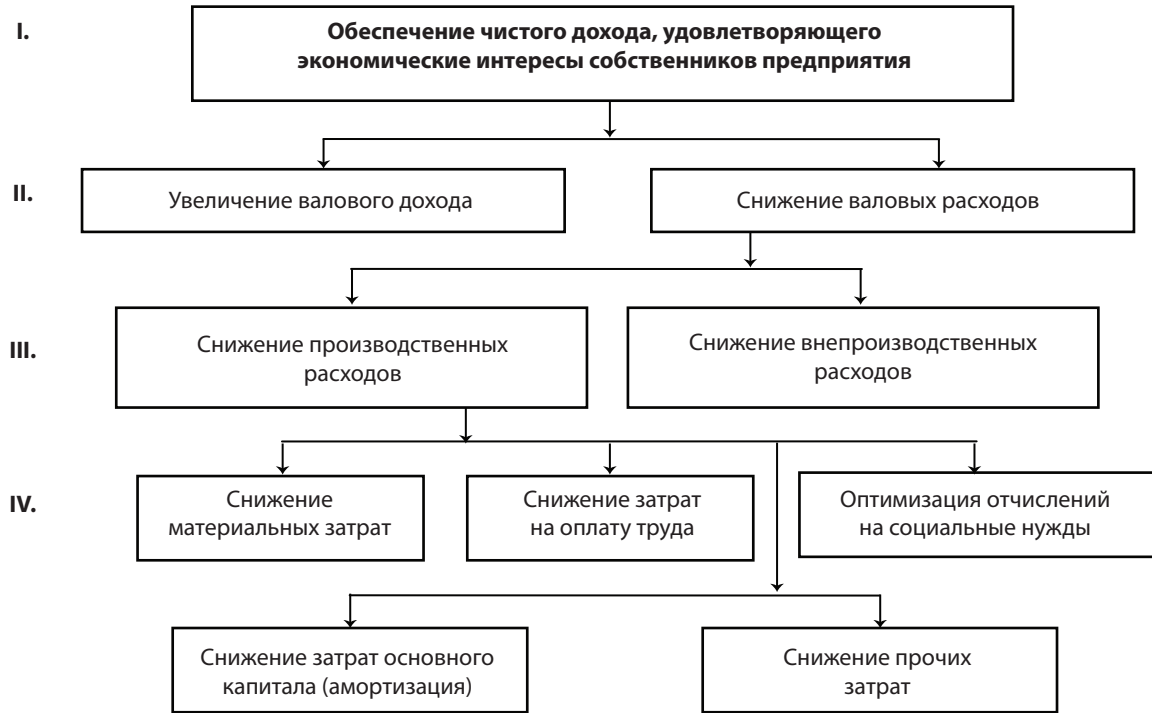 I.
Обеспечение чистого дохода, удовлетворяющего
экономические интересы собственников предприятия
II.
Увеличение валового дохода
Снижение валовых расходов
III.
Снижение производственных
расходов
Снижение внепроизводственных
расходов
IV.
Снижение
материальных затрат
Снижение затрат
на оплату труда
Оптимизация отчислений
на социальные нужды
Снижение затрат основного
капитала (амортизация)
Снижение прочих
затрат